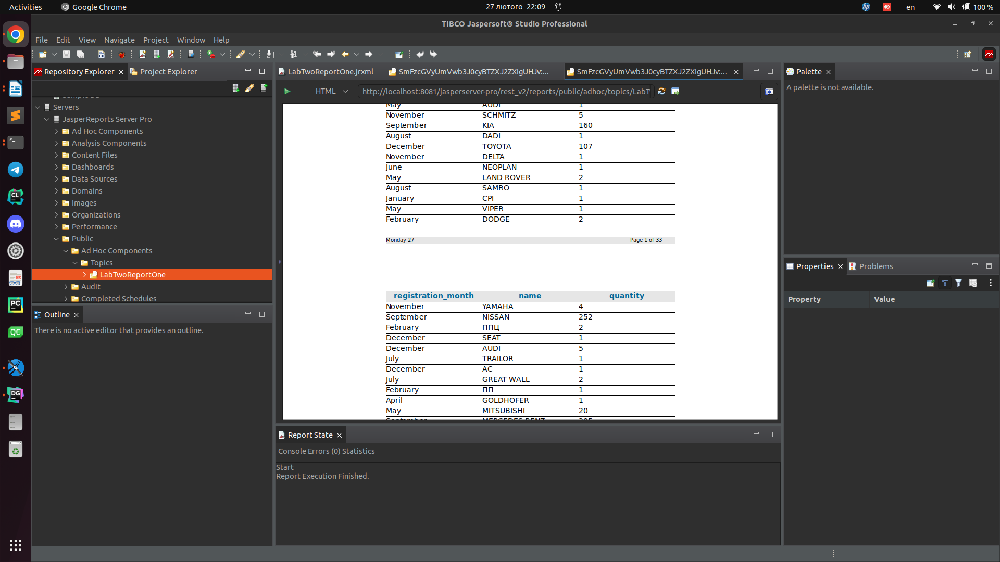 Activities Google Chrome 27 лютого 22:09 en 100 %
TIBCO Jaspersoft® Studio Professional
File Edit View Navigate Project Window Help
Repository Explorer Project Explorer
Servers
JasperReports Server Pro
Ad Hoc Components
Analysis Components
Content Files
Dashboards
Data Sources
Domains
Images
Organizations
Performance
Public
Ad Hoc Components
Topics
LabTwoReportOne
Audit
Completed Schedules
Outline
There is no active editor that provides an outline.
LabTwoReportOne.jrxml SmFzcGVyUmVwb3J0cyBTZXJ2ZXIgUHJv:... SmFzcGVyUmVwb3J0cyBTZXJ2ZXIgUHJv:...
HTML http://localhost:8081/jasperserver-pro/rest_v2/reports/public/adhoc/topics/LabT
May AUDI 1
November SCHMITZ 5
September KIA 160
August DADI 1
December TOYOTA 107
November DELTA 1
June NEOPLAN 1
May LAND ROVER 2
August SAMRO 1
January CPI 1
May VIPER 1
February DODGE 2
Monday 27 Page 1 of 33
registration_month name quantity
November YAMAHA 4
September NISSAN 252
February ППЦ 2
December SEAT 1
December AUDI 5
July TRAILOR 1
December AC 1
July GREAT WALL 2
February ПП 1
April GOLDHOFER 1
May MITSUBISHI 20
Report State
Console Errors (0) Statistics
Start
Report Execution Finished.
Palette
A palette is not available.
Properties Problems
Property Value